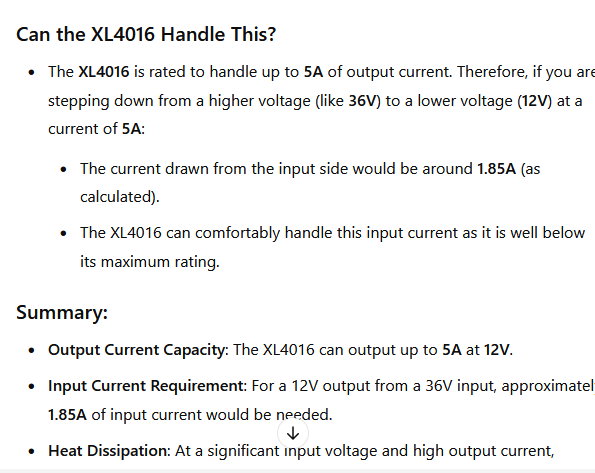 Can the XL4016 Handle This?
• The XL4016 is rated to handle up to 5A of output current. Therefore, if you are
stepping down from a higher voltage (like 36V) to a lower voltage (12V) at a
current of 5A:
• The current drawn from the input side would be around 1.85A (as
calculated).
• The XL4016 can comfortably handle this input current as it is well below
its maximum rating.
Summary:
• Output Current Capacity: The XL4016 can output up to 5A at 12V.
• Input Current Requirement: For a 12V output from a 36V input, approximatel
1.85A of input current would be needed.
• Heat Dissipation: At a significant input voltage and high output current,